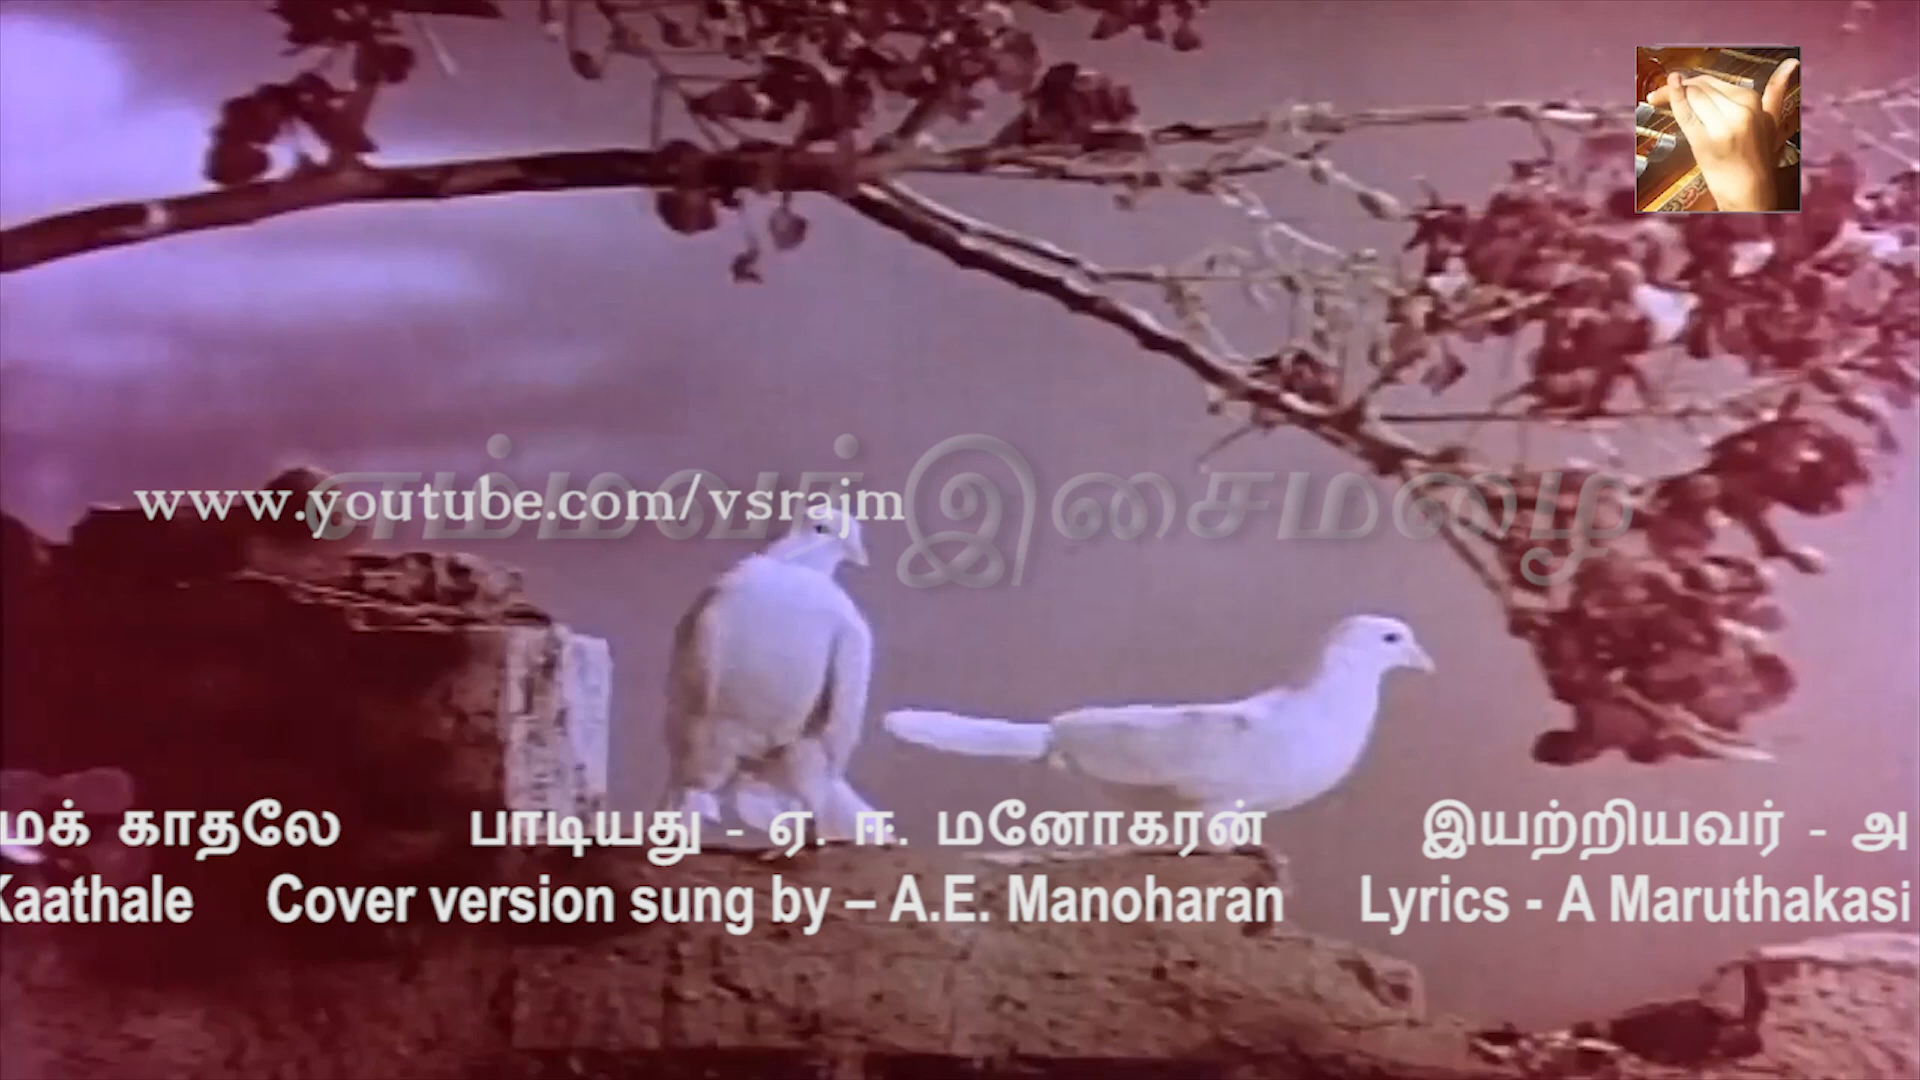 www.youtube.com/vsrajm
எம்மவர் இசைமழை
மக் காதலே பாடியது - ஏ. ஈ. மனோகரன் இயற்றியவர் - அ
Kaathale Cover version sung by – A.E. Manoharan Lyrics - A Maruthakasi